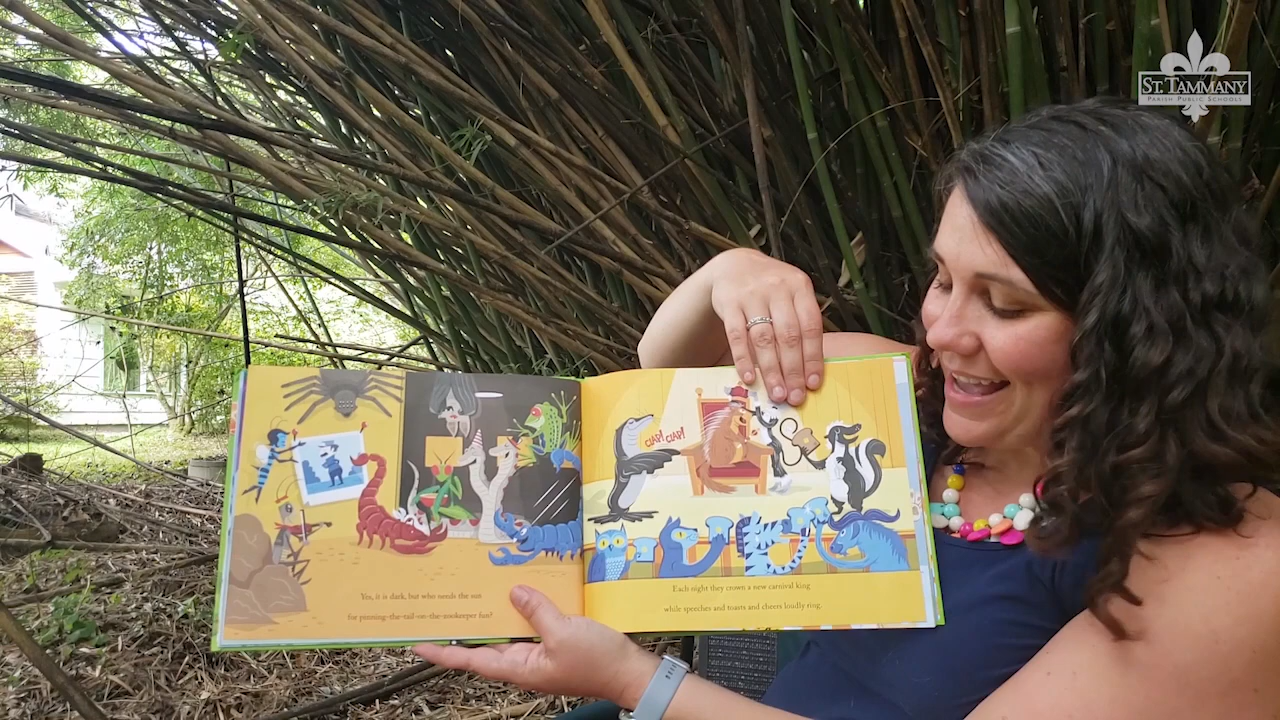 ST. TAMMANY
PARISH PUBLIC SCHOOLS
CLAP! CLAP!
Yes, it is dark, but who needs the sun
for pinning-the-tail-on-the-zookeeper fun?
Each night they crown a new carnival king
while speeches and toasts and cheers loudly ring.